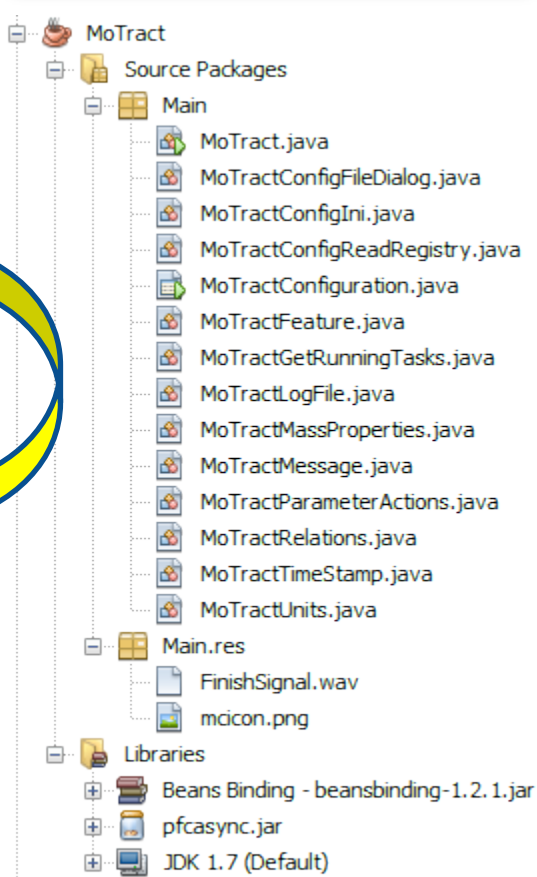 MoTract
Source Packages
Main
MoTract.java
MoTractConfigFileDialog.java
MoTractConfigIni.java
MoTractConfigReadRegistry.java
MoTractConfiguration.java
MoTractFeature.java
MoTractGetRunningTasks.java
MoTractLogFile.java
MoTractMassProperties.java
MoTractMessage.java
MoTractParameterActions.java
MoTractRelations.java
MoTractTimeStamp.java
MoTractUnits.java
Main.res
FinishSignal.wav
mcicon.png
Libraries
Beans Binding - beansbinding-1.2.1.jar
pfcasync.jar
JDK 1.7 (Default)